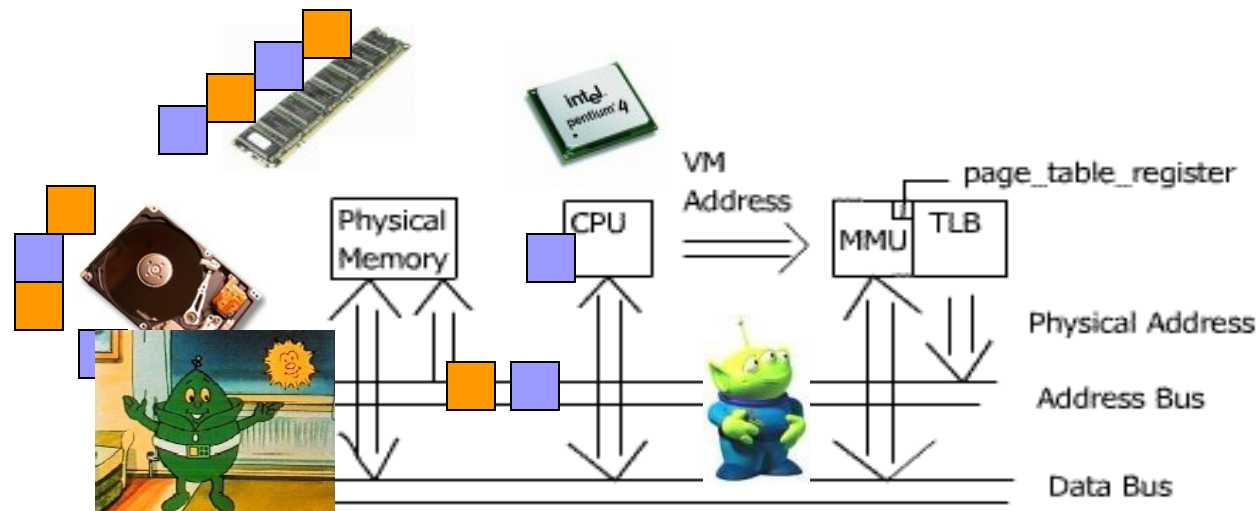 intel
pentium 4
VM
Address
page_table_register
Physical
Memory
CPU
MMU
TLB
Physical Address
Address Bus
Data Bus